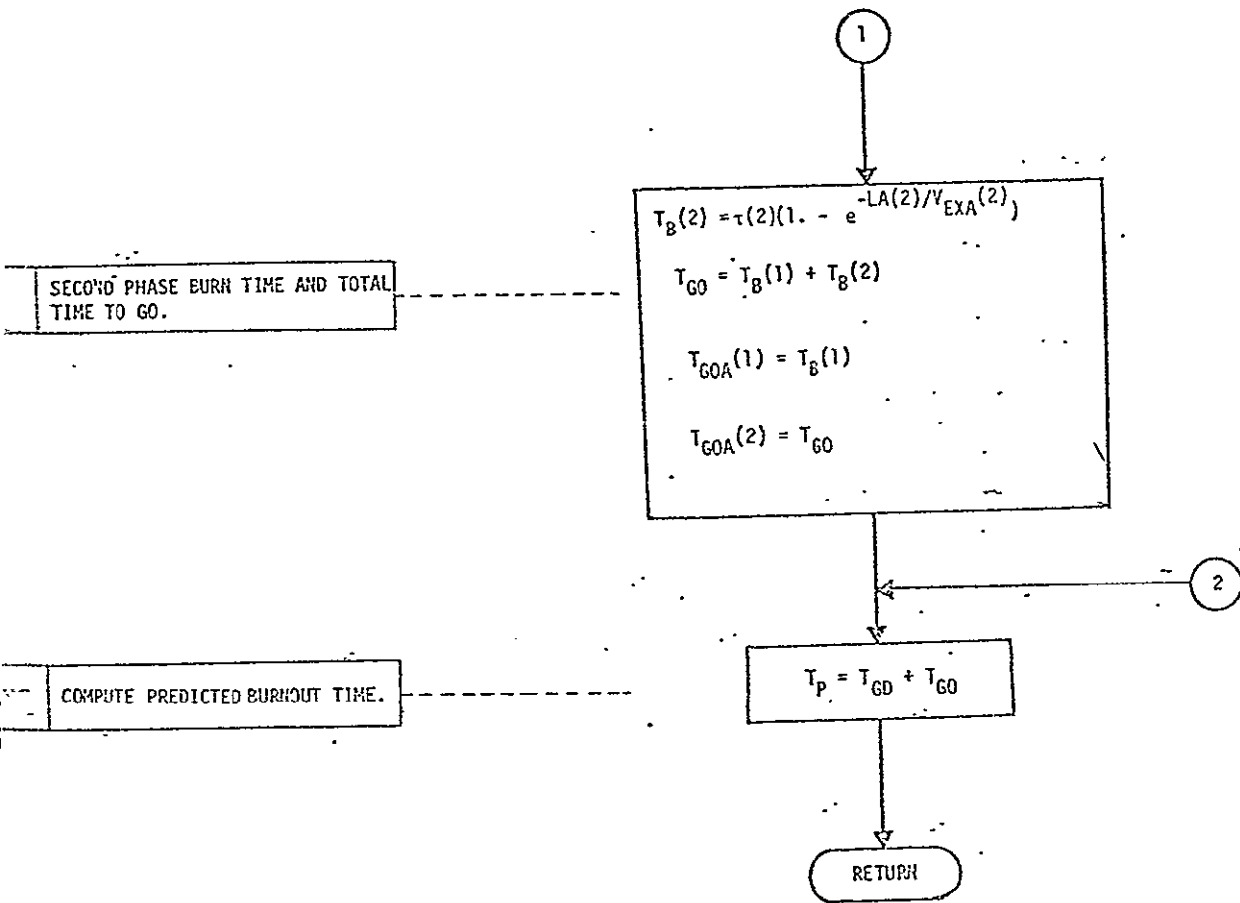 1
T_B(2) = τ(2)(1. - e^-LA(2)/V_EXA(2))
SECOND PHASE BURN TIME AND TOTAL
TIME TO GO.
T_GO = T_B(1) + T_B(2)
T_GOA(1) = T_B(1)
T_GOA(2) = T_GO
2
COMPUTE PREDICTED BURNOUT TIME.
T_P = T_GD + T_GO
RETURN